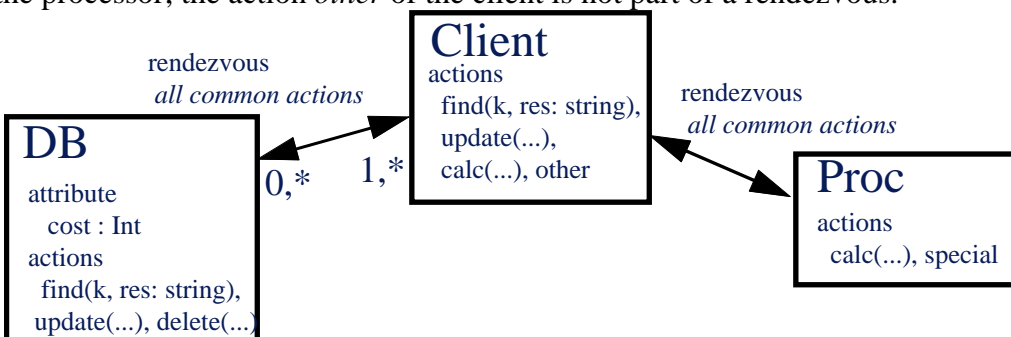 the processor, the action other of the client is not part of a rendezvous.
Client
actions
find(k, res: string),
update(...),
calc(...), other
rendezvous
all common actions
rendezvous
all common actions
DB
attribute
cost : Int
actions
find(k, res: string),
update(...), delete(...)
0,*
1,*
Proc
actions
calc(...), special